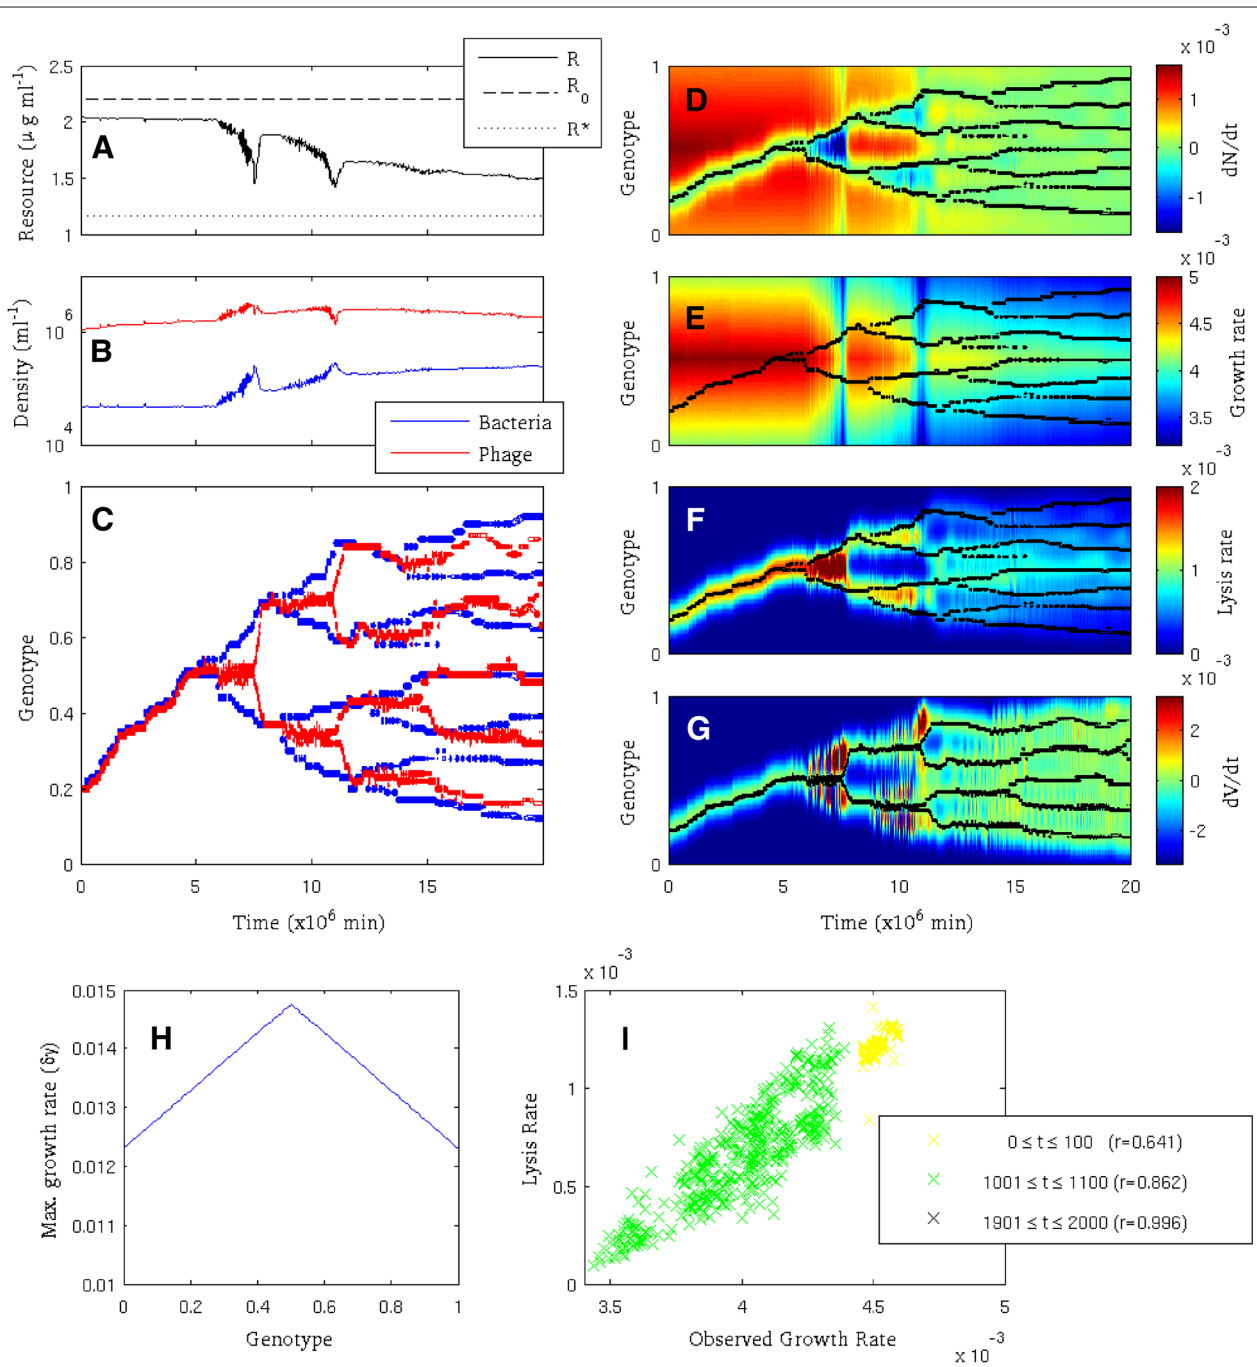 R
R0
R*
A
Resource (μ g ml-1)
2.5
2
1.5
1
B
Density (ml-1)
10 6
10 4
Bacteria
Phage
C
Genotype
1
0.8
0.6
0.4
0.2
0
0 5 10 15
Time (x10^6 min)
D
Genotype
1
0
x 10 -3
1
0
-1
dN/dt
E
Genotype
1
0
x 10 -3
5
4.5
4
3.5
Growth rate
F
Genotype
1
0
x 10 -3
2
1
0
Lysis rate
G
Genotype
1
0
x 10 -3
2
0
-2
dV/dt
0 5 10 15 20
Time (x10^6 min)
H
Max. growth rate (δγ)
0.015
0.014
0.013
0.012
0.011
0.01
0 0.2 0.4 0.6 0.8 1
Genotype
I
x 10 -3
Lysis Rate
1.5
1
0.5
0
3.5 4 4.5 5
Observed Growth Rate
x 10 -3
0 ≤ t ≤ 100 (r=0.641)
1001 ≤ t ≤ 1100 (r=0.862)
1901 ≤ t ≤ 2000 (r=0.996)